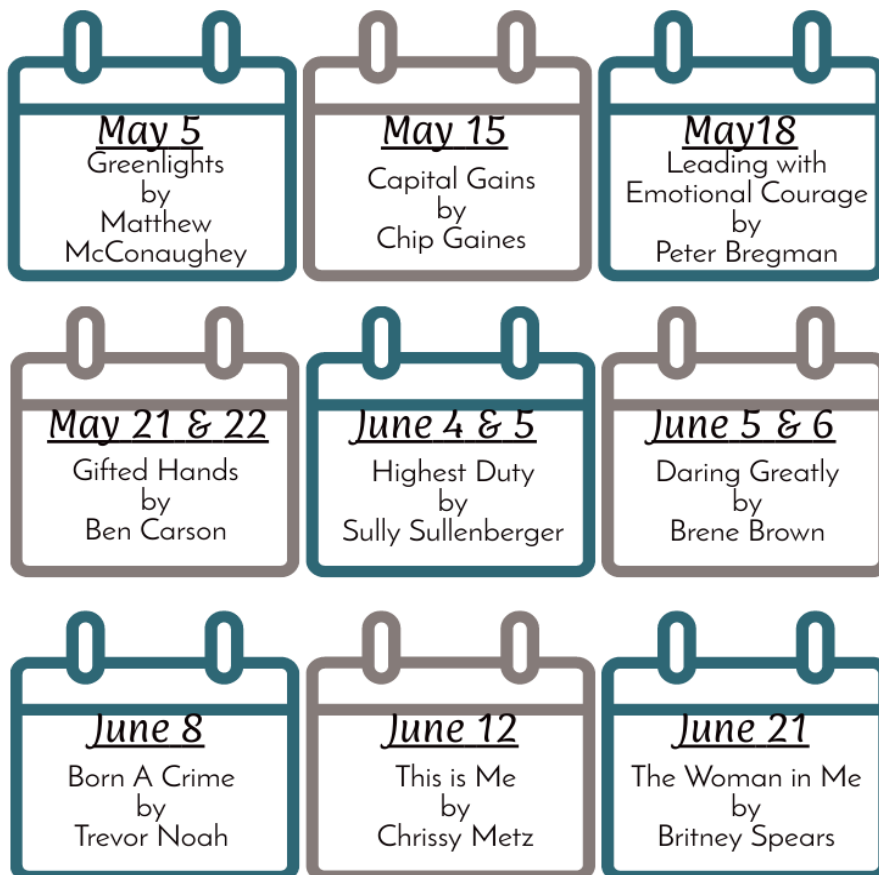 May 5
Greenlights
by
Matthew
McConaughey
May 15
Capital Gains
by
Chip Gaines
May18
Leading with
Emotional Courage
by
Peter Bregman
May 21 & 22
Gifted Hands
by
Ben Carson
June 4 & 5
Highest Duty
by
Sully Sullenberger
June 5 & 6
Daring Greatly
by
Brene Brown
June 8
Born A Crime
by
Trevor Noah
June 12
This is Me
by
Chrissy Metz
June 21
The Woman in Me
by
Britney Spears